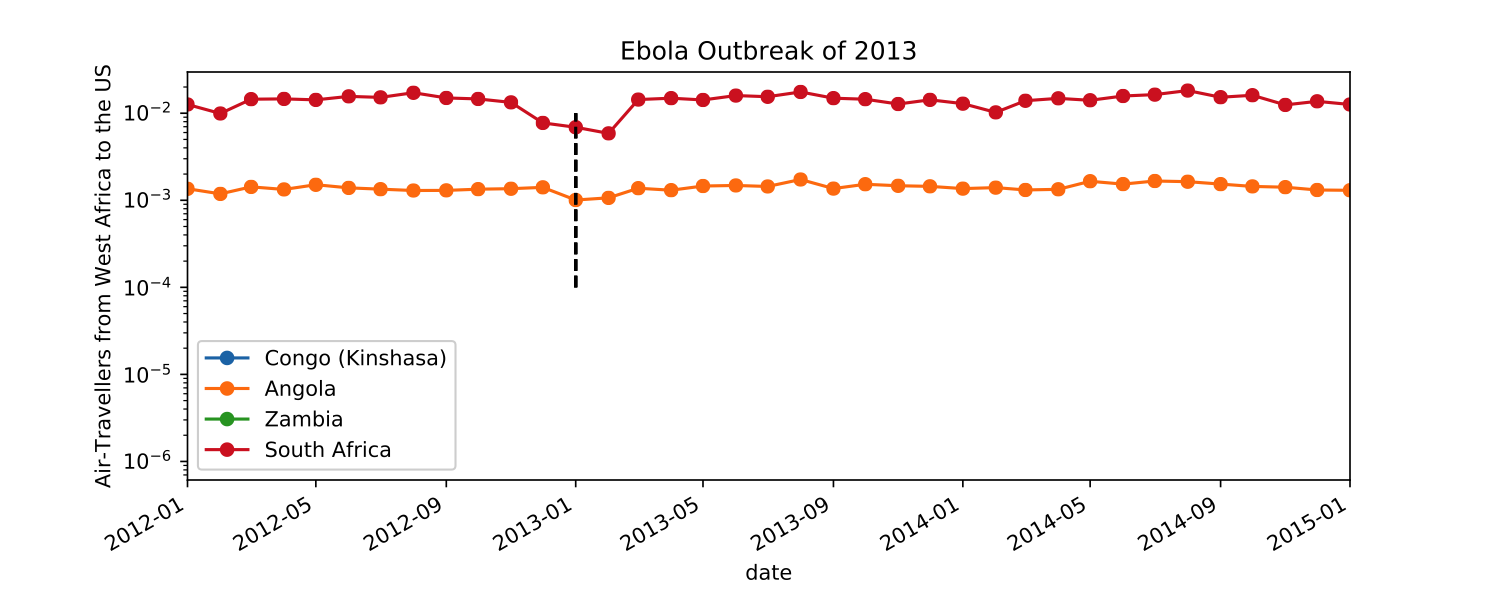 Ebola Outbreak of 2013
Air-Travellers from West Africa to the US
10⁻²
10⁻³
10⁻⁴
10⁻⁵
10⁻⁶
Congo (Kinshasa)
Angola
Zambia
South Africa
2012-01
2012-05
2012-09
2013-01
2013-05
2013-09
2014-01
2014-05
2014-09
2015-01
date